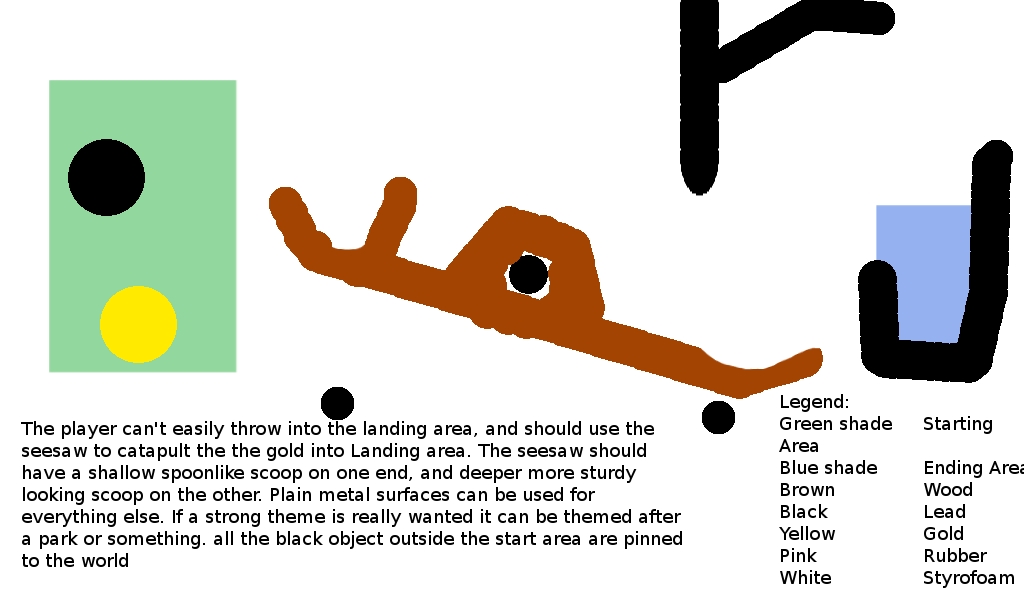 The player can't easily throw into the landing area, and should use the
seesaw to catapult the the gold into Landing area. The seesaw should
have a shallow spoonlike scoop on one end, and deeper more sturdy
looking scoop on the other. Plain metal surfaces can be used for
everything else. If a strong theme is really wanted it can be themed after
a park or something. all the black object outside the start area are pinned
to the world
Legend:
Green shade Starting
Area
Blue shade Ending Area
Brown Wood
Black Lead
Yellow Gold
Pink Rubber
White Styrofoam